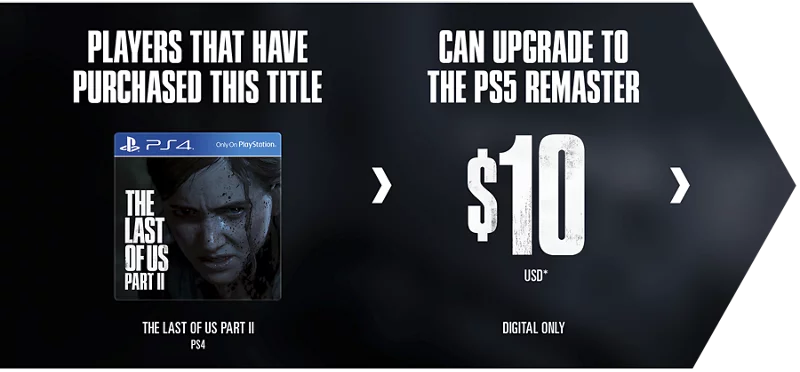 PLAYERS THAT HAVE
PURCHASED THIS TITLE
PS4
Only On PlayStation.
THE
LAST
OF US
PART II
THE LAST OF US PART II
PS4
CAN UPGRADE TO
THE PS5 REMASTER
$10
USD*
DIGITAL ONLY